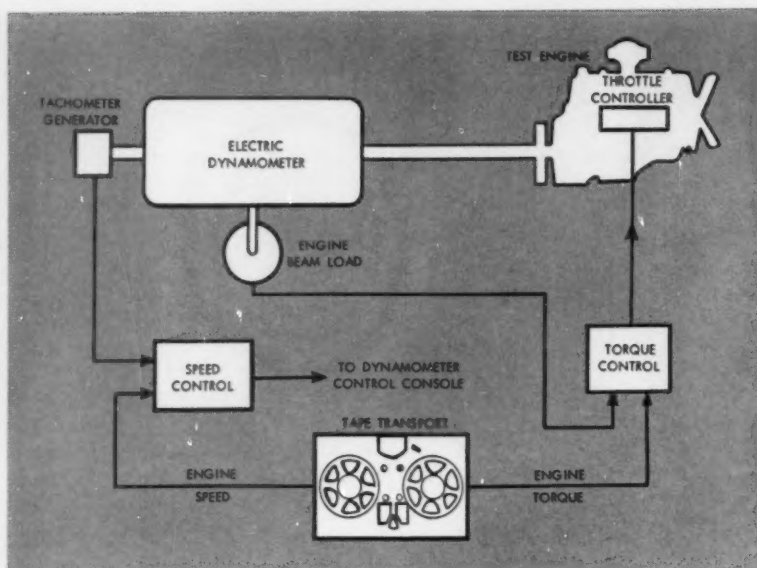 TEST ENGINE
THROTTLE
CONTROLLER
TACHOMETER
GENERATOR
ELECTRIC
DYNAMOMETER
ENGINE
BEAM LOAD
TORQUE
CONTROL
SPEED
CONTROL
TO DYNAMOMETER
CONTROL CONSOLE
TAPE TRANSPORT
ENGINE
SPEED
ENGINE
TORQUE